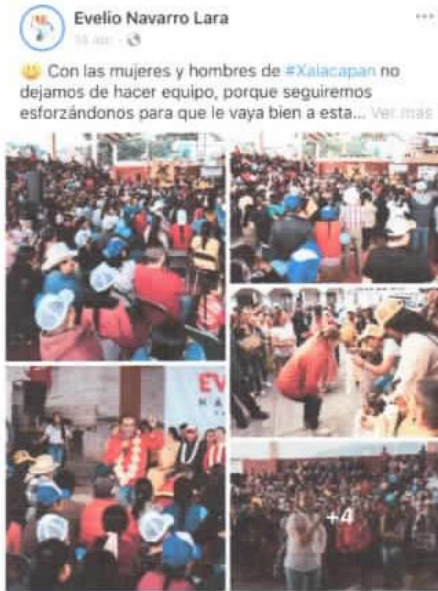 Evelio Navarro Lara
😀 Con las mujeres y hombres de #Xalacapan no
dejamos de hacer equipo, porque seguiremos
esforzándonos para que le vaya bien a esta... Ver más
EV
+4